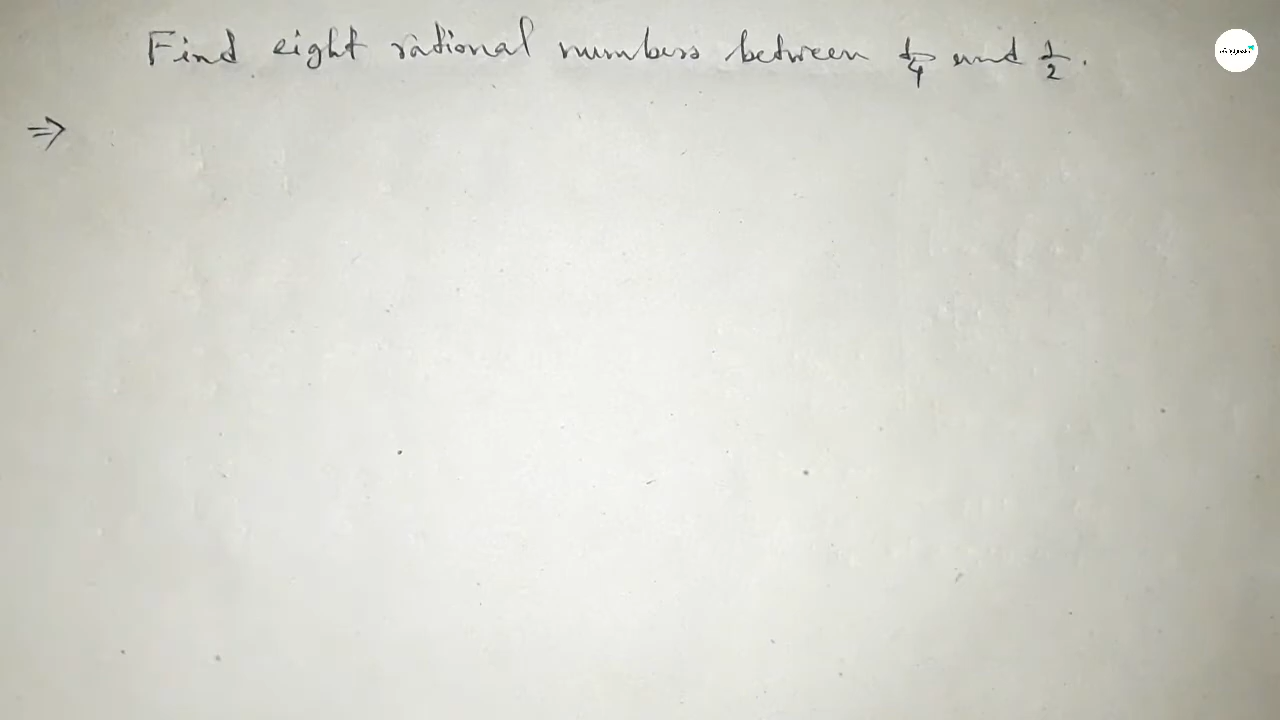 Find eight rational numbers between 1/4 and 1/2.
⇒